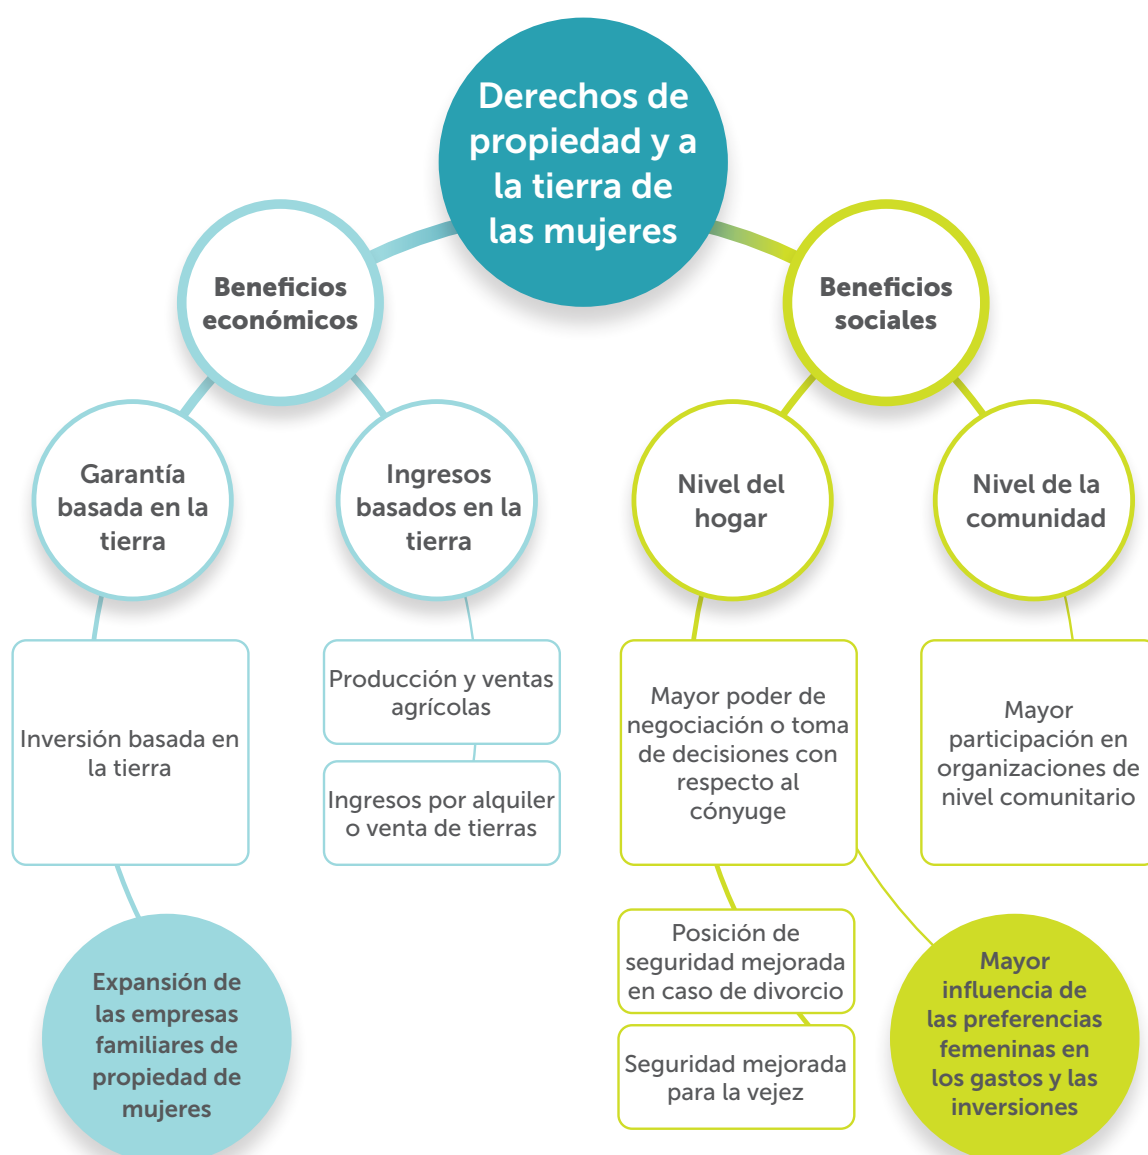 Derechos de
propiedad y a
la tierra de
las mujeres
Beneficios
económicos
Beneficios
sociales
Garantía
basada en la
tierra
Ingresos
basados en la
tierra
Nivel del
hogar
Nivel de la
comunidad
Inversión basada en
la tierra
Producción y ventas
agrícolas
Ingresos por alquiler
o venta de tierras
Mayor poder de
negociación o toma
de decisiones con
respecto al
cónyuge
Mayor
participación en
organizaciones de
nivel comunitario
Expansión de
las empresas
familiares de
propiedad de
mujeres
Posición de
seguridad mejorada
en caso de divorcio
Seguridad mejorada
para la vejez
Mayor
influencia de
las preferencias
femeninas en
los gastos y las
inversiones